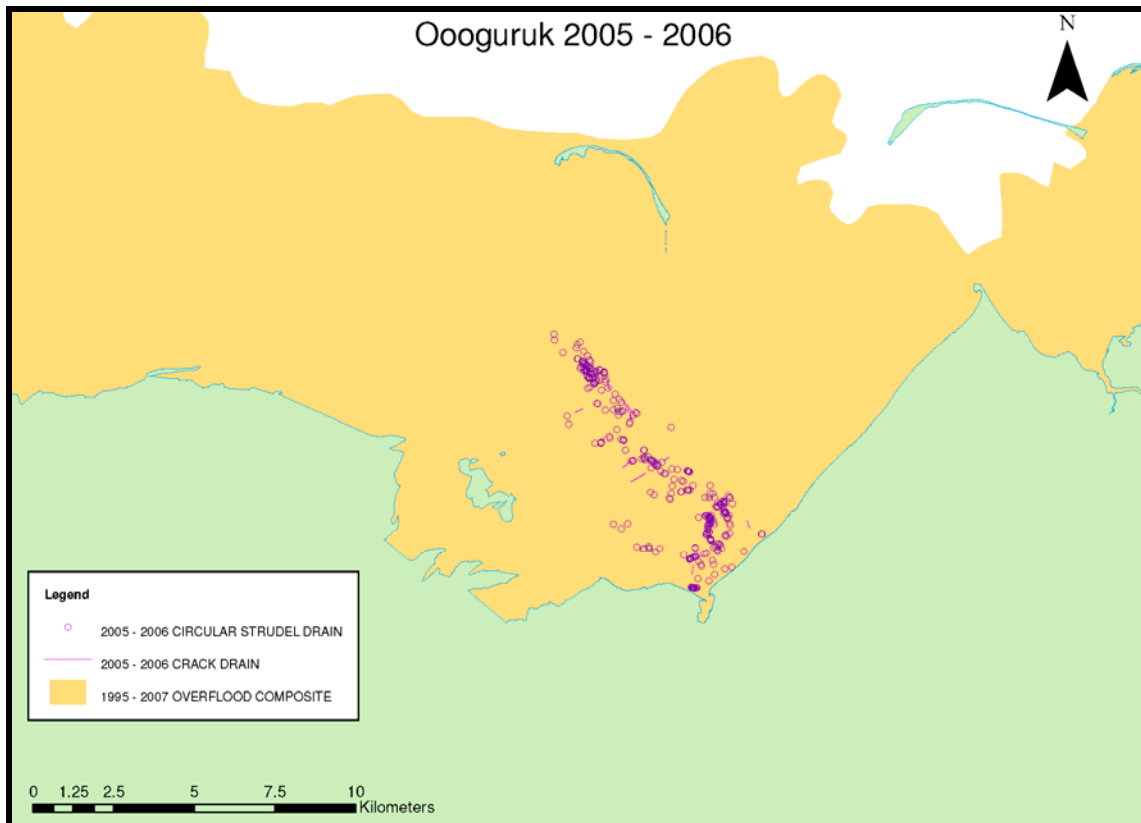 Oooguruk 2005 - 2006
N
Legend
2005 - 2006 CIRCULAR STRUDEL DRAIN
2005 - 2006 CRACK DRAIN
1995 - 2007 OVERFLOOD COMPOSITE
0 1.25 2.5 5 7.5 10
Kilometers